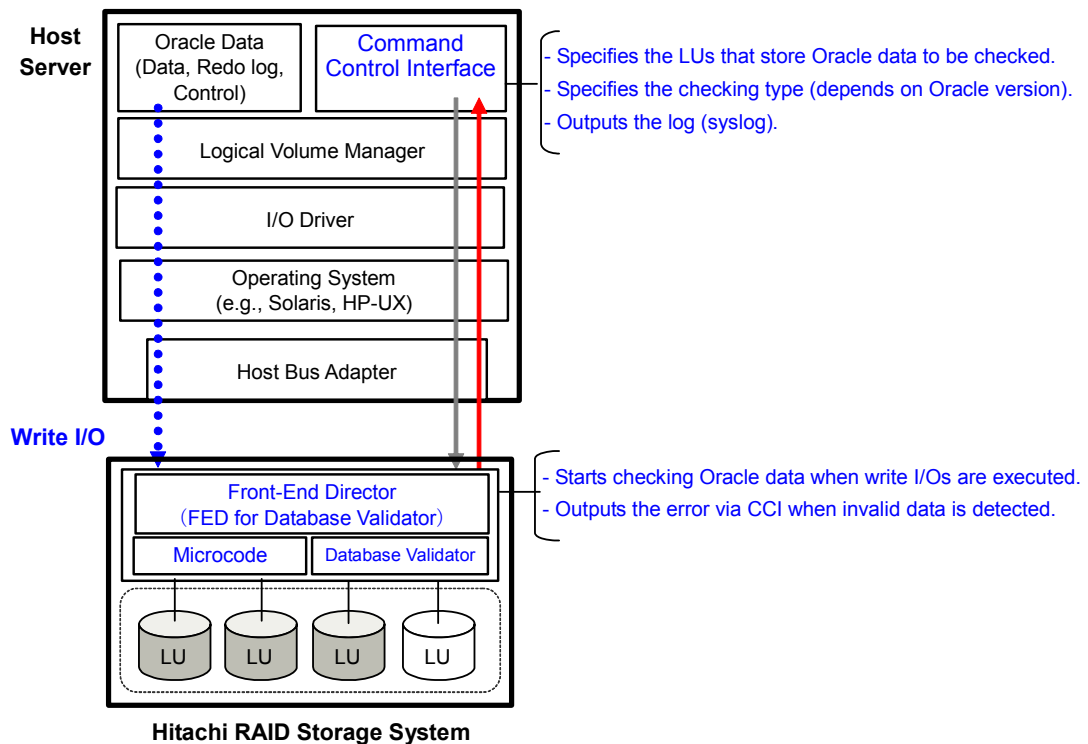 Host
Server
Oracle Data
(Data, Redo log,
Control)
Command
Control Interface
- Specifies the LUs that store Oracle data to be checked.
- Specifies the checking type (depends on Oracle version).
- Outputs the log (syslog).
Logical Volume Manager
I/O Driver
Operating System
(e.g., Solaris, HP-UX)
Host Bus Adapter
Write I/O
Front-End Director
（FED for Database Validator）
- Starts checking Oracle data when write I/Os are executed.
- Outputs the error via CCI when invalid data is detected.
Microcode
Database Validator
LU
LU
LU
LU
Hitachi RAID Storage System